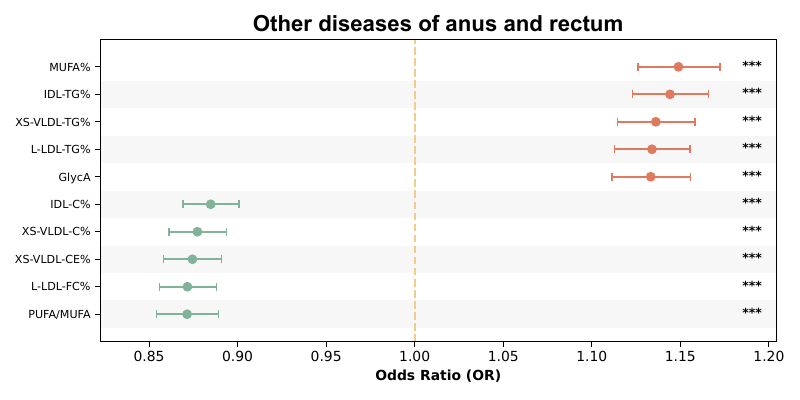 Other diseases of anus and rectum
MUFA% ***
IDL-TG% ***
XS-VLDL-TG% ***
L-LDL-TG% ***
GlycA ***
IDL-C% ***
XS-VLDL-C% ***
XS-VLDL-CE% ***
L-LDL-FC% ***
PUFA/MUFA ***
0.85 0.90 0.95 1.00 1.05 1.10 1.15 1.20
Odds Ratio (OR)